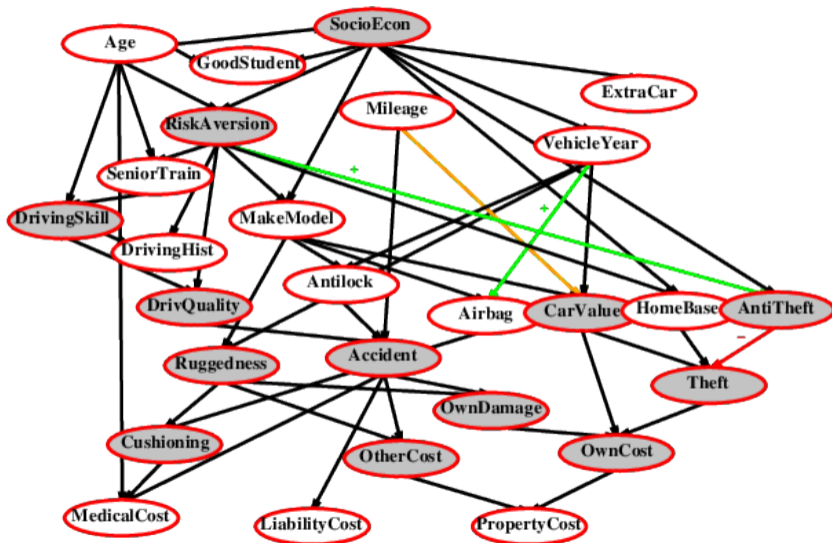 SocioEcon
Age
GoodStudent
ExtraCar
Mileage
RiskAversion
VehicleYear
+
SeniorTrain
+
DrivingSkill
MakeModel
DrivingHist
Antilock
DrivQuality
Airbag
CarValue
HomeBase
AntiTheft
-
Accident
Ruggedness
Theft
OwnDamage
Cushioning
OtherCost
OwnCost
MedicalCost
LiabilityCost
PropertyCost